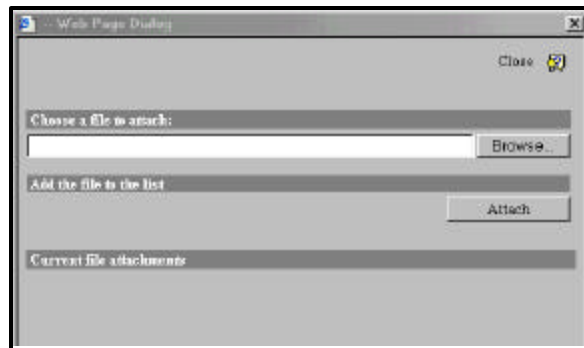 -- Web Page Dialog
Close
Choose a file to attach:
Browse...
Add the file to the list
Attach
Current file attachments